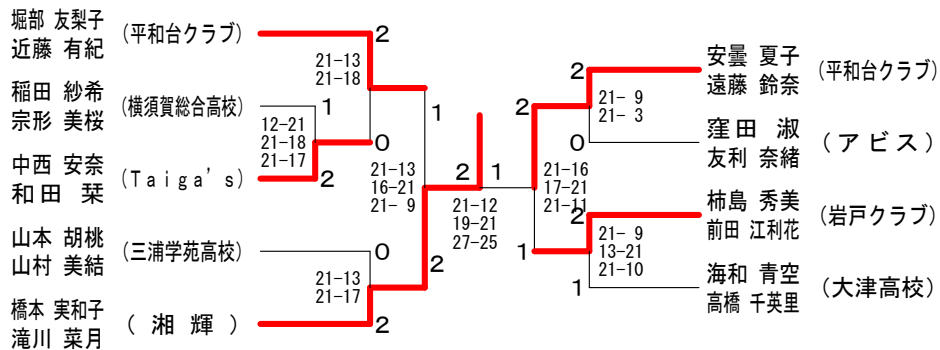 堀部 友梨子
近藤 有紀
(平和台クラブ)
2
21-13
21-18
稲田 紗希
宗形 美桜
(横須賀総合高校)
1
12-21
21-18
21-17
0
中西 安奈
和田 栞
(Taiga's)
2
1
21-13
16-21
21- 9
山本 胡桃
山村 美結
(三浦学苑高校)
0
21-13
21-17
2
橋本 実和子
滝川 菜月
(湘輝)
2
2
1
21-12
19-21
27-25
安曇 夏子
遠藤 鈴奈
(平和台クラブ)
2
2
21- 9
21- 3
0
窪田 淑
友利 奈緒
(アビス)
21-16
17-21
21-11
柿島 秀美
前田 江利花
(岩戸クラブ)
2
1
21- 9
13-21
21-10
海和 青空
高橋 千英里
(大津高校)
1